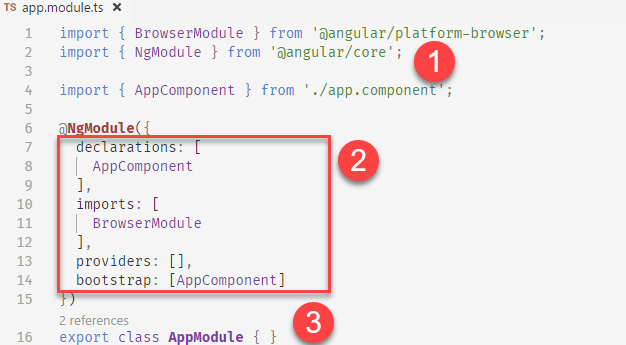 TS app.module.ts ×
1 import { BrowserModule } from '@angular/platform-browser';
2 import { NgModule } from '@angular/core';
1
3
4 import { AppComponent } from './app.component';
5
6 @NgModule({
7 declarations: [
2
8 AppComponent
9 ],
10 imports: [
11 BrowserModule
12 ],
13 providers: [],
14 bootstrap: [AppComponent]
15 })
2 references
3
16 export class AppModule { }